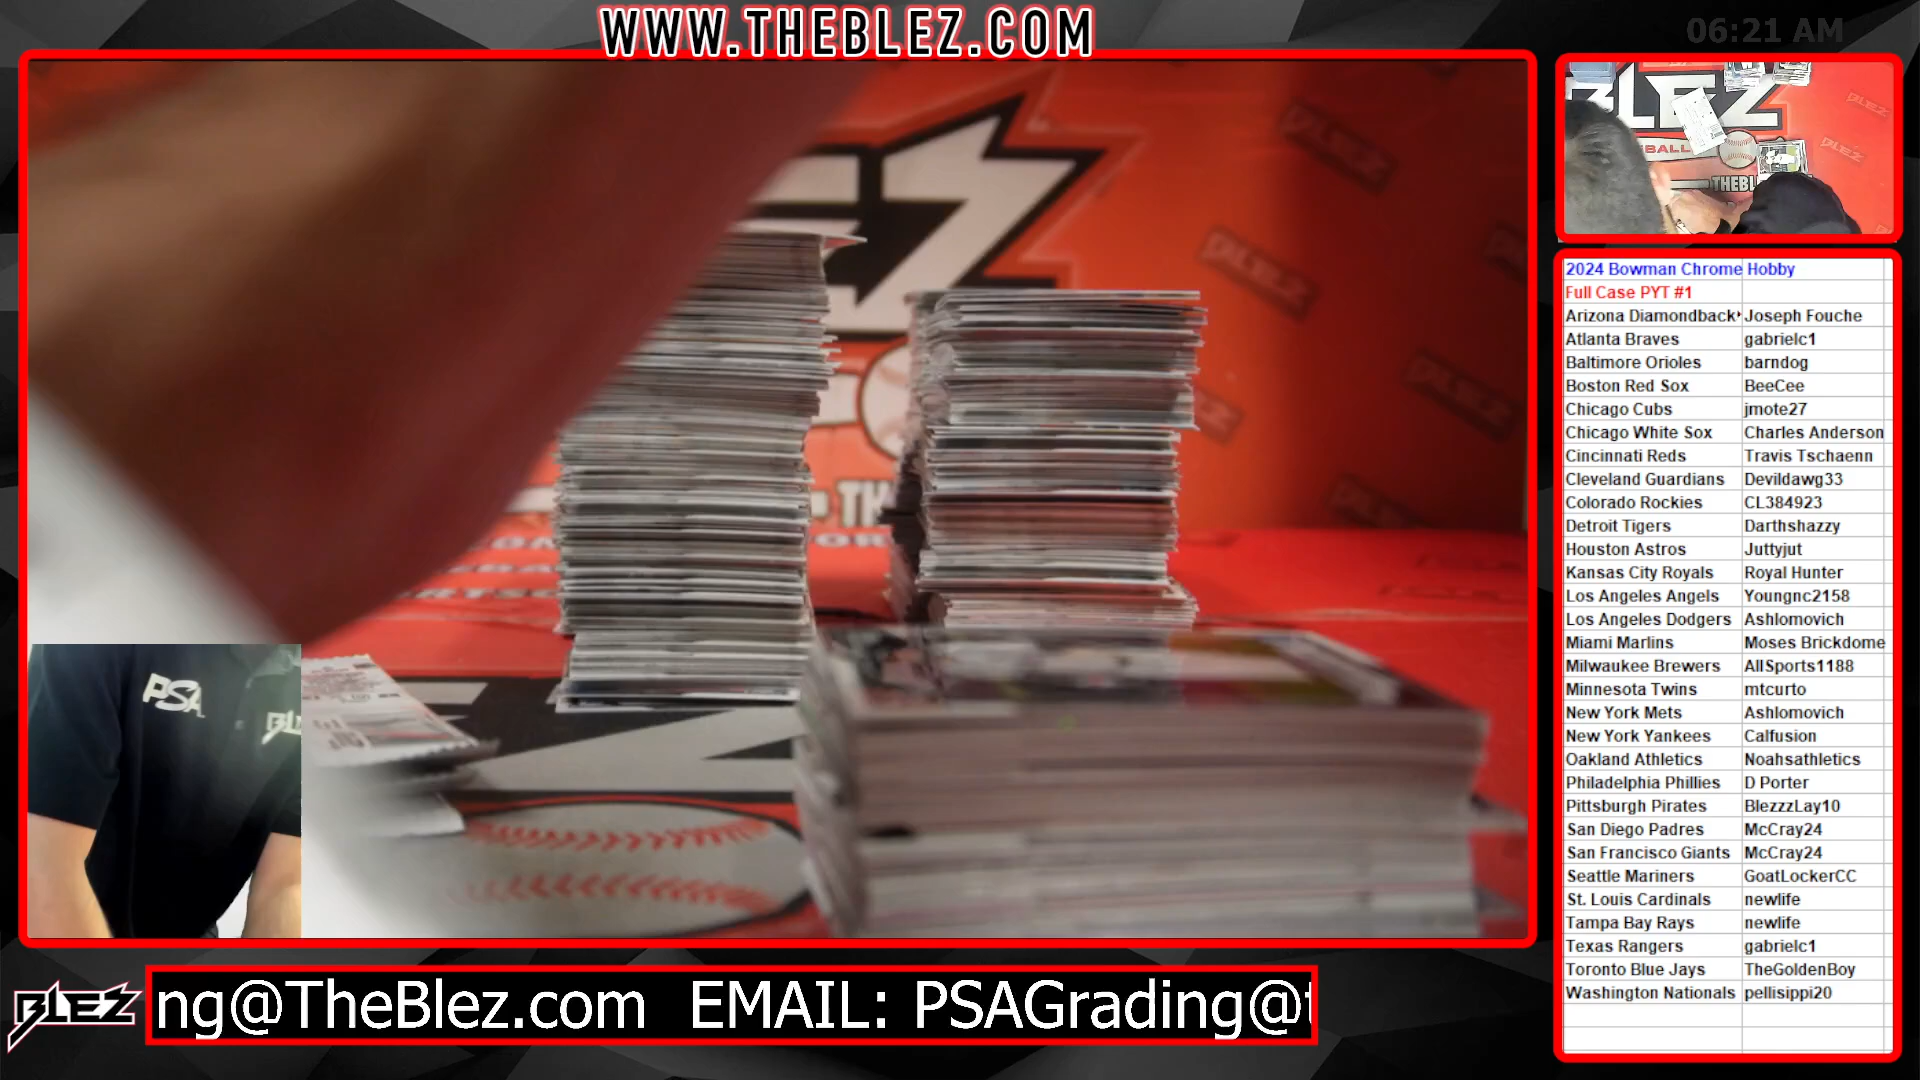 WWW.THEBLEZ.COM
06:21 AM
BLEZ
THEBL
2024 Bowman Chrome Hobby
Full Case PYT #1
Arizona Diamondback Joseph Fouche
Atlanta Braves gabrielc1
Baltimore Orioles barndog
Boston Red Sox BeeCee
Chicago Cubs jmote27
Chicago White Sox Charles Anderson
Cincinnati Reds Travis Tschaenn
Cleveland Guardians Devildawg33
Colorado Rockies CL384923
Detroit Tigers Darthshazzy
Houston Astros Juttyjut
Kansas City Royals Royal Hunter
Los Angeles Angels Youngnc2158
Los Angeles Dodgers Ashlomovich
Miami Marlins Moses Brickdome
Milwaukee Brewers AllSports1188
Minnesota Twins mtcurto
New York Mets Ashlomovich
New York Yankees Calfusion
Oakland Athletics Noahsathletics
Philadelphia Phillies D Porter
Pittsburgh Pirates BlezzzLay10
San Diego Padres McCray24
San Francisco Giants McCray24
Seattle Mariners GoatLockerCC
St. Louis Cardinals newlife
Tampa Bay Rays newlife
Texas Rangers gabrielc1
Toronto Blue Jays TheGoldenBoy
Washington Nationals pellisippi20
PSA
BLEZ
ng@TheBlez.com EMAIL: PSAGrading@t